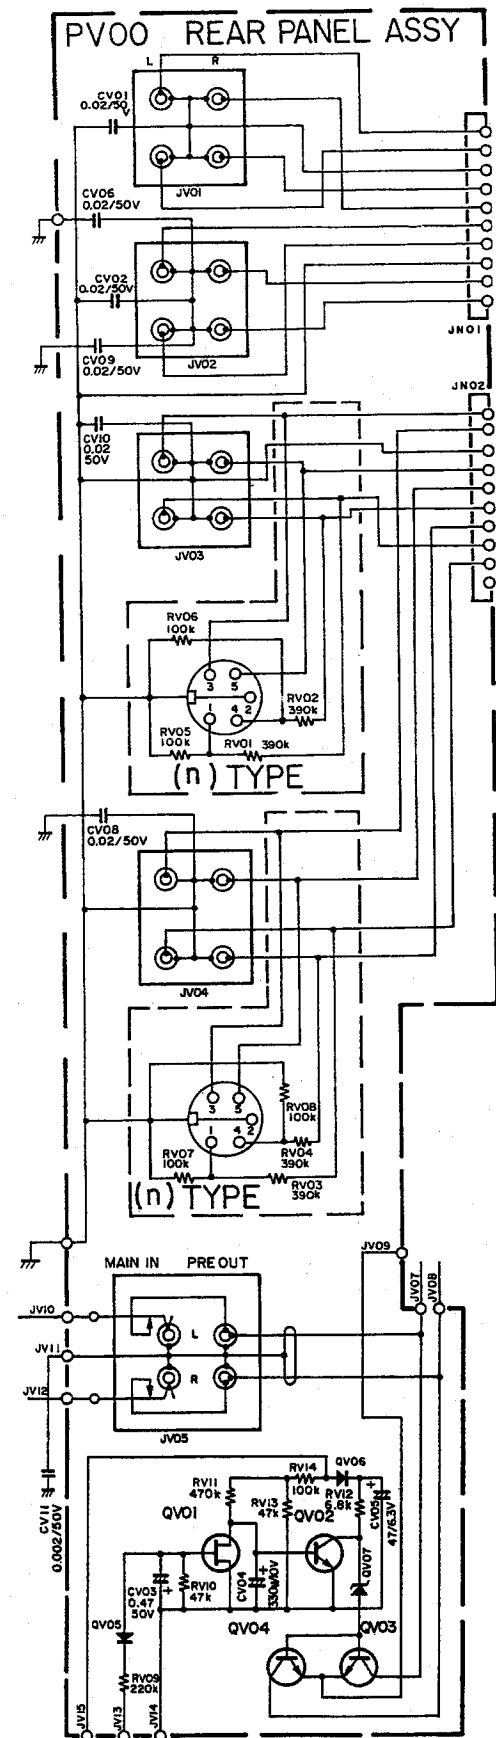 PV00 REAR PANEL ASSY
L R
CV01
0.02/50
V
JV01
CV06
0.02/50V
CV02
0.02/50V
CV09
0.02/50V
JV02
JN01
JN02
CV10
0.02
50V
JV03
RV06
100k
3 5
2
1 4
RV02
390k
RV05
100k
RV01 390k
(n) TYPE
CV08
0.02/50V
JV04
3 5
2
1 4
RV08
100k
RV04
390k
RV07
100k
RV03
390k
(n) TYPE
JV09
MAIN IN PREOUT
JV07
JV08
JV10
L
JV11
R
JV12
JV05
CV11
0.002/50V
RV11
470k
RV14
100k
QV06
RV13
47k
RV12
6.8k
CV05
47/6.3V
QV01
QV02
QV07
CV03
0.47
50V
RV10
47k
CV04
330/10V
QV05
QV04
QV03
RV09
220k
JV15
JV13
JV14